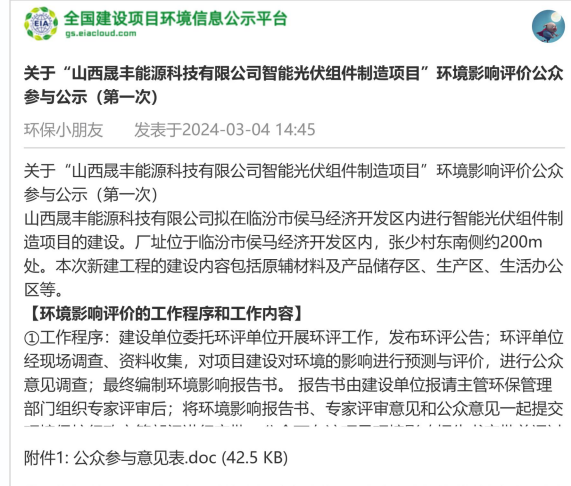 全国建设项目环境信息公示平台
gs.eiacloud.com
关于“山西晟丰能源科技有限公司智能光伏组件制造项目”环境影响评价公众
参与公示（第一次）
环保小朋友 发表于2024-03-04 14:45
关于“山西晟丰能源科技有限公司智能光伏组件制造项目”环境影响评价公众
参与公示（第一次）
山西晟丰能源科技有限公司拟在临汾市侯马经济开发区内进行智能光伏组件制
造项目的建设。厂址位于临汾市侯马经济开发区内，张少村东南侧约200m
处。本次新建工程的建设内容包括原辅材料及产品储存区、生产区、生活办公
区等。
【环境影响评价的工作程序和工作内容】
①工作程序：建设单位委托环评单位开展环评工作，发布环评公告；环评单位
经现场调查、资料收集，对项目建设对环境的影响进行预测与评价，进行公众
意见调查；最终编制环境影响报告书。 报告书由建设单位报请主管环保管理
部门组织专家评审后；将环境影响报告书、专家评审意见和公众意见一起提交
附件1: 公众参与意见表.doc (42.5 KB)